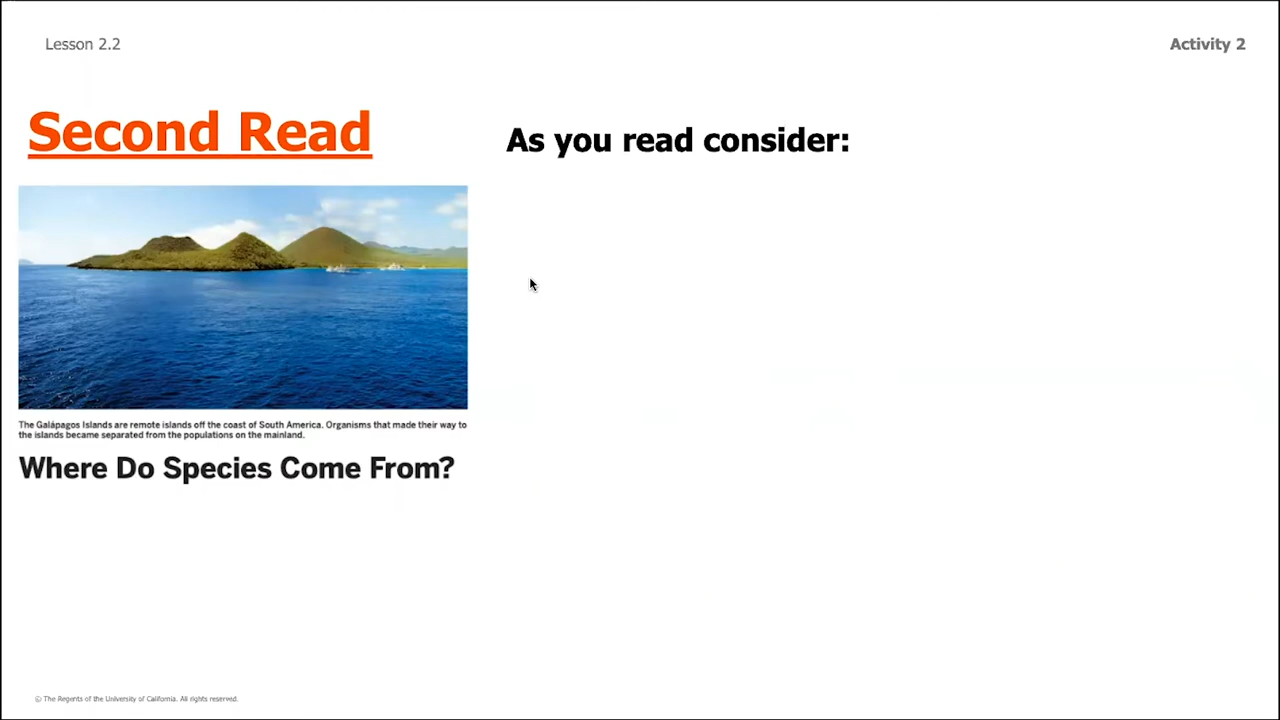 Lesson 2.2
Activity 2
Second Read
As you read consider:
The Galápagos Islands are remote islands off the coast of South America. Organisms that made their way to
the islands became separated from the populations on the mainland.
Where Do Species Come From?
© The Regents of the University of California. All rights reserved.